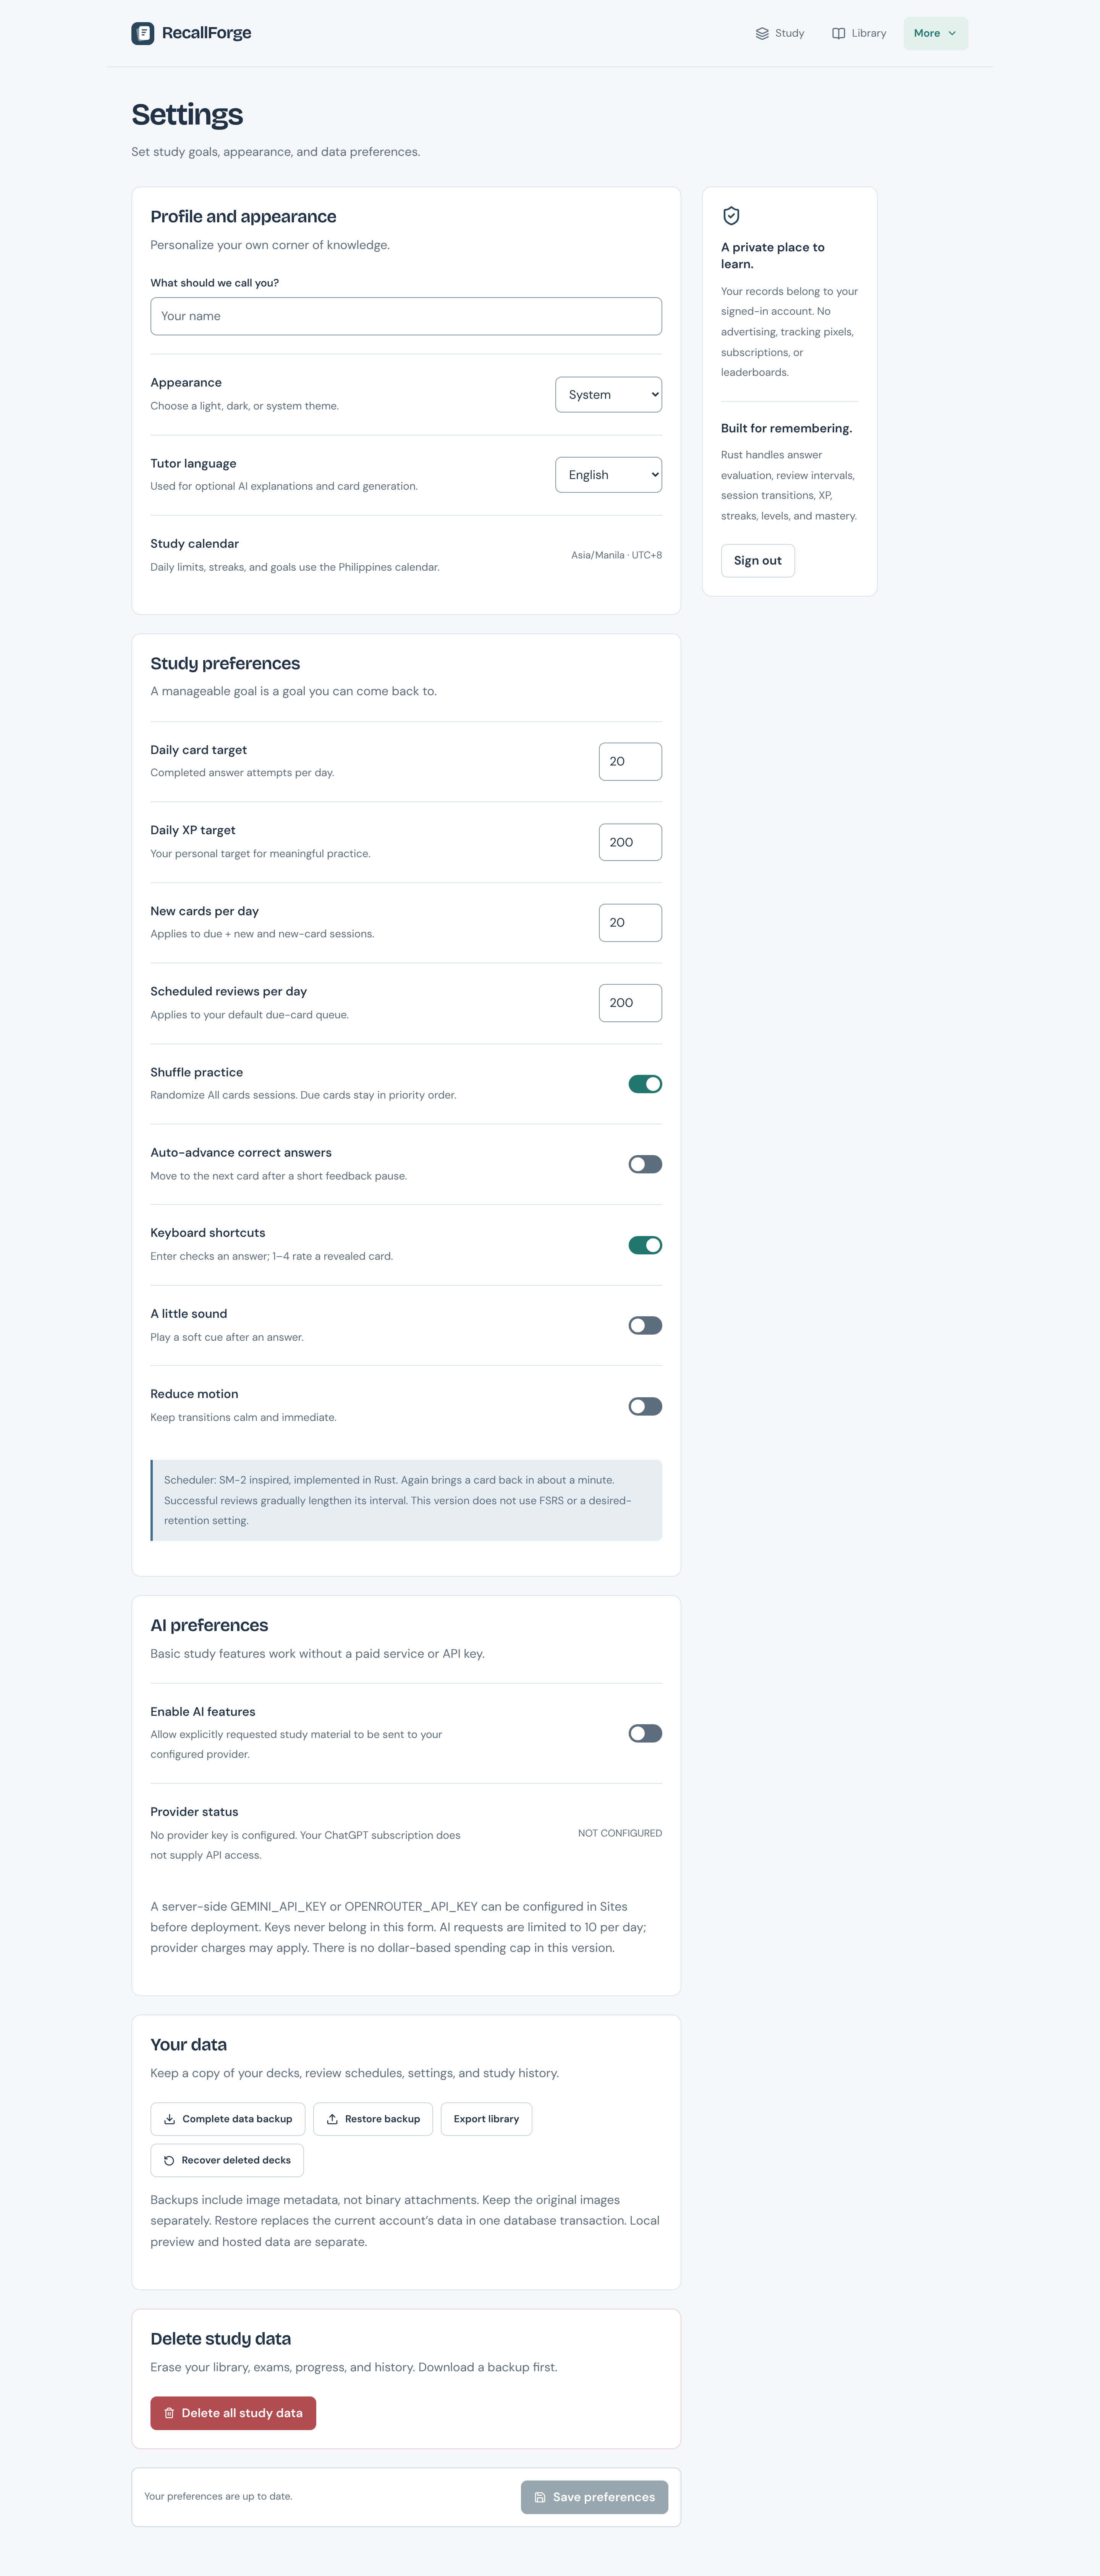 RecallForge
Study
Library
More
Settings
Set study goals, appearance, and data preferences.
Profile and appearance
Personalize your own corner of knowledge.
What should we call you?
Your name
Appearance
Choose a light, dark, or system theme.
System
Tutor language
Used for optional AI explanations and card generation.
English
Study calendar
Daily limits, streaks, and goals use the Philippines calendar.
Asia/Manila · UTC+8
A private place to
learn.
Your records belong to your
signed-in account. No
advertising, tracking pixels,
subscriptions, or
leaderboards.
Built for remembering.
Rust handles answer
evaluation, review intervals,
session transitions, XP,
streaks, levels, and mastery.
Sign out
Study preferences
A manageable goal is a goal you can come back to.
Daily card target
Completed answer attempts per day.
20
Daily XP target
Your personal target for meaningful practice.
200
New cards per day
Applies to due + new and new-card sessions.
20
Scheduled reviews per day
Applies to your default due-card queue.
200
Shuffle practice
Randomize All cards sessions. Due cards stay in priority order.
Auto-advance correct answers
Move to the next card after a short feedback pause.
Keyboard shortcuts
Enter checks an answer; 1–4 rate a revealed card.
A little sound
Play a soft cue after an answer.
Reduce motion
Keep transitions calm and immediate.
Scheduler: SM-2 inspired, implemented in Rust. Again brings a card back in about a minute.
Successful reviews gradually lengthen its interval. This version does not use FSRS or a desired-
retention setting.
AI preferences
Basic study features work without a paid service or API key.
Enable AI features
Allow explicitly requested study material to be sent to your
configured provider.
Provider status
No provider key is configured. Your ChatGPT subscription does
not supply API access.
NOT CONFIGURED
A server-side GEMINI_API_KEY or OPENROUTER_API_KEY can be configured in Sites
before deployment. Keys never belong in this form. AI requests are limited to 10 per day;
provider charges may apply. There is no dollar-based spending cap in this version.
Your data
Keep a copy of your decks, review schedules, settings, and study history.
Complete data backup
Restore backup
Export library
Recover deleted decks
Backups include image metadata, not binary attachments. Keep the original images
separately. Restore replaces the current account’s data in one database transaction. Local
preview and hosted data are separate.
Delete study data
Erase your library, exams, progress, and history. Download a backup first.
Delete all study data
Your preferences are up to date.
Save preferences